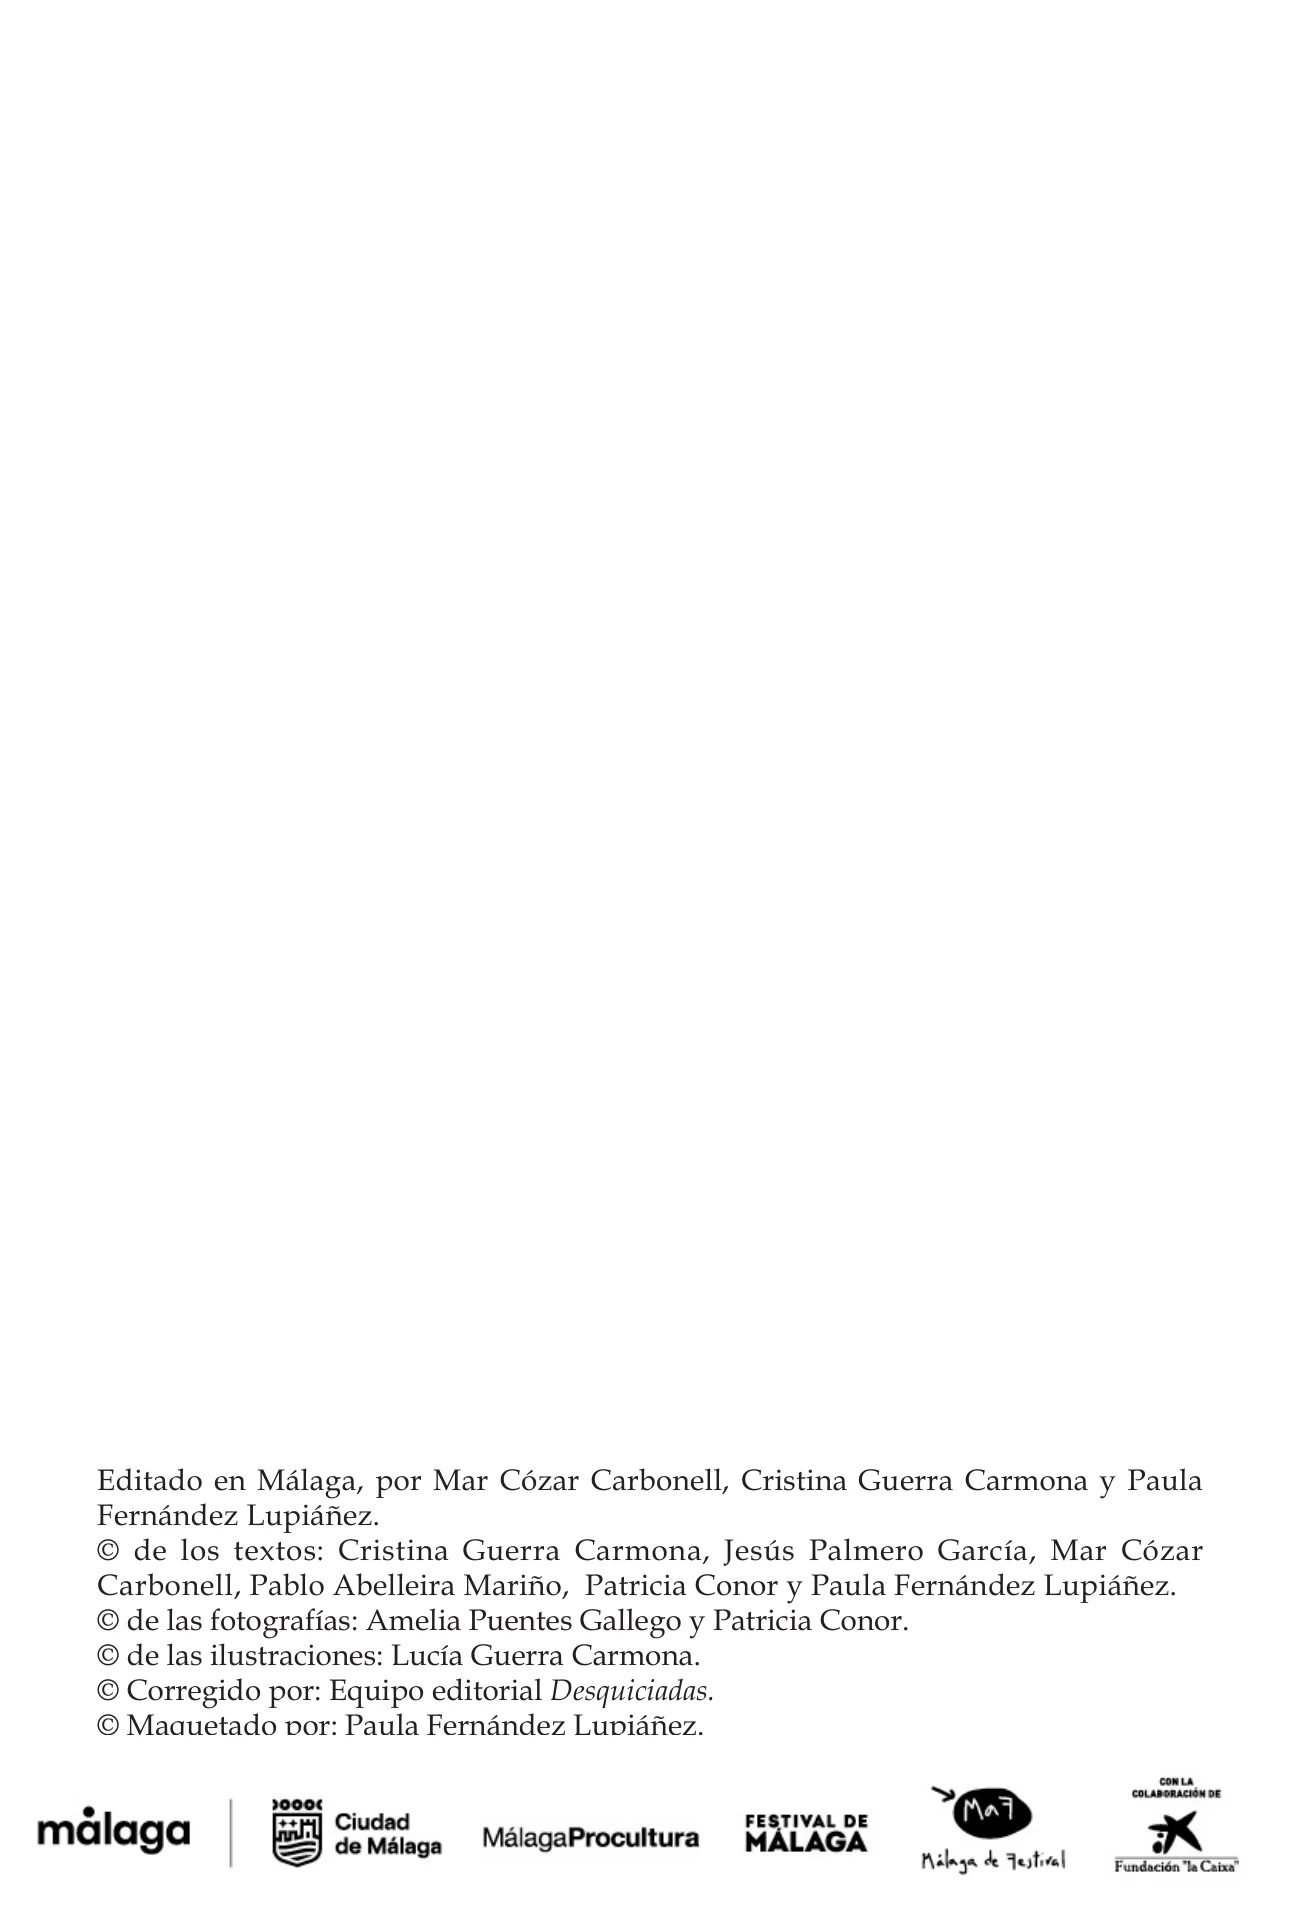 Editado en Málaga, por Mar Cózar Carbonell, Cristina Guerra Carmona y Paula
Fernández Lupiáñez.
© de los textos: Cristina Guerra Carmona, Jesús Palmero García, Mar Cózar
Carbonell, Pablo Abelleira Mariño, Patricia Conor y Paula Fernández Lupiáñez.
© de las fotografías: Amelia Puentes Gallego y Patricia Conor.
© de las ilustraciones: Lucía Guerra Carmona.
© Corregido por: Equipo editorial Desquiciadas.
© Maquetado por: Paula Fernández Lupiáñez.
málaga
Ciudad
de Málaga
MálagaProcultura
FESTIVAL DE
MÁLAGA
MaF
Málaga de Festival
CON LA
COLABORACIÓN DE
Fundación "la Caixa"